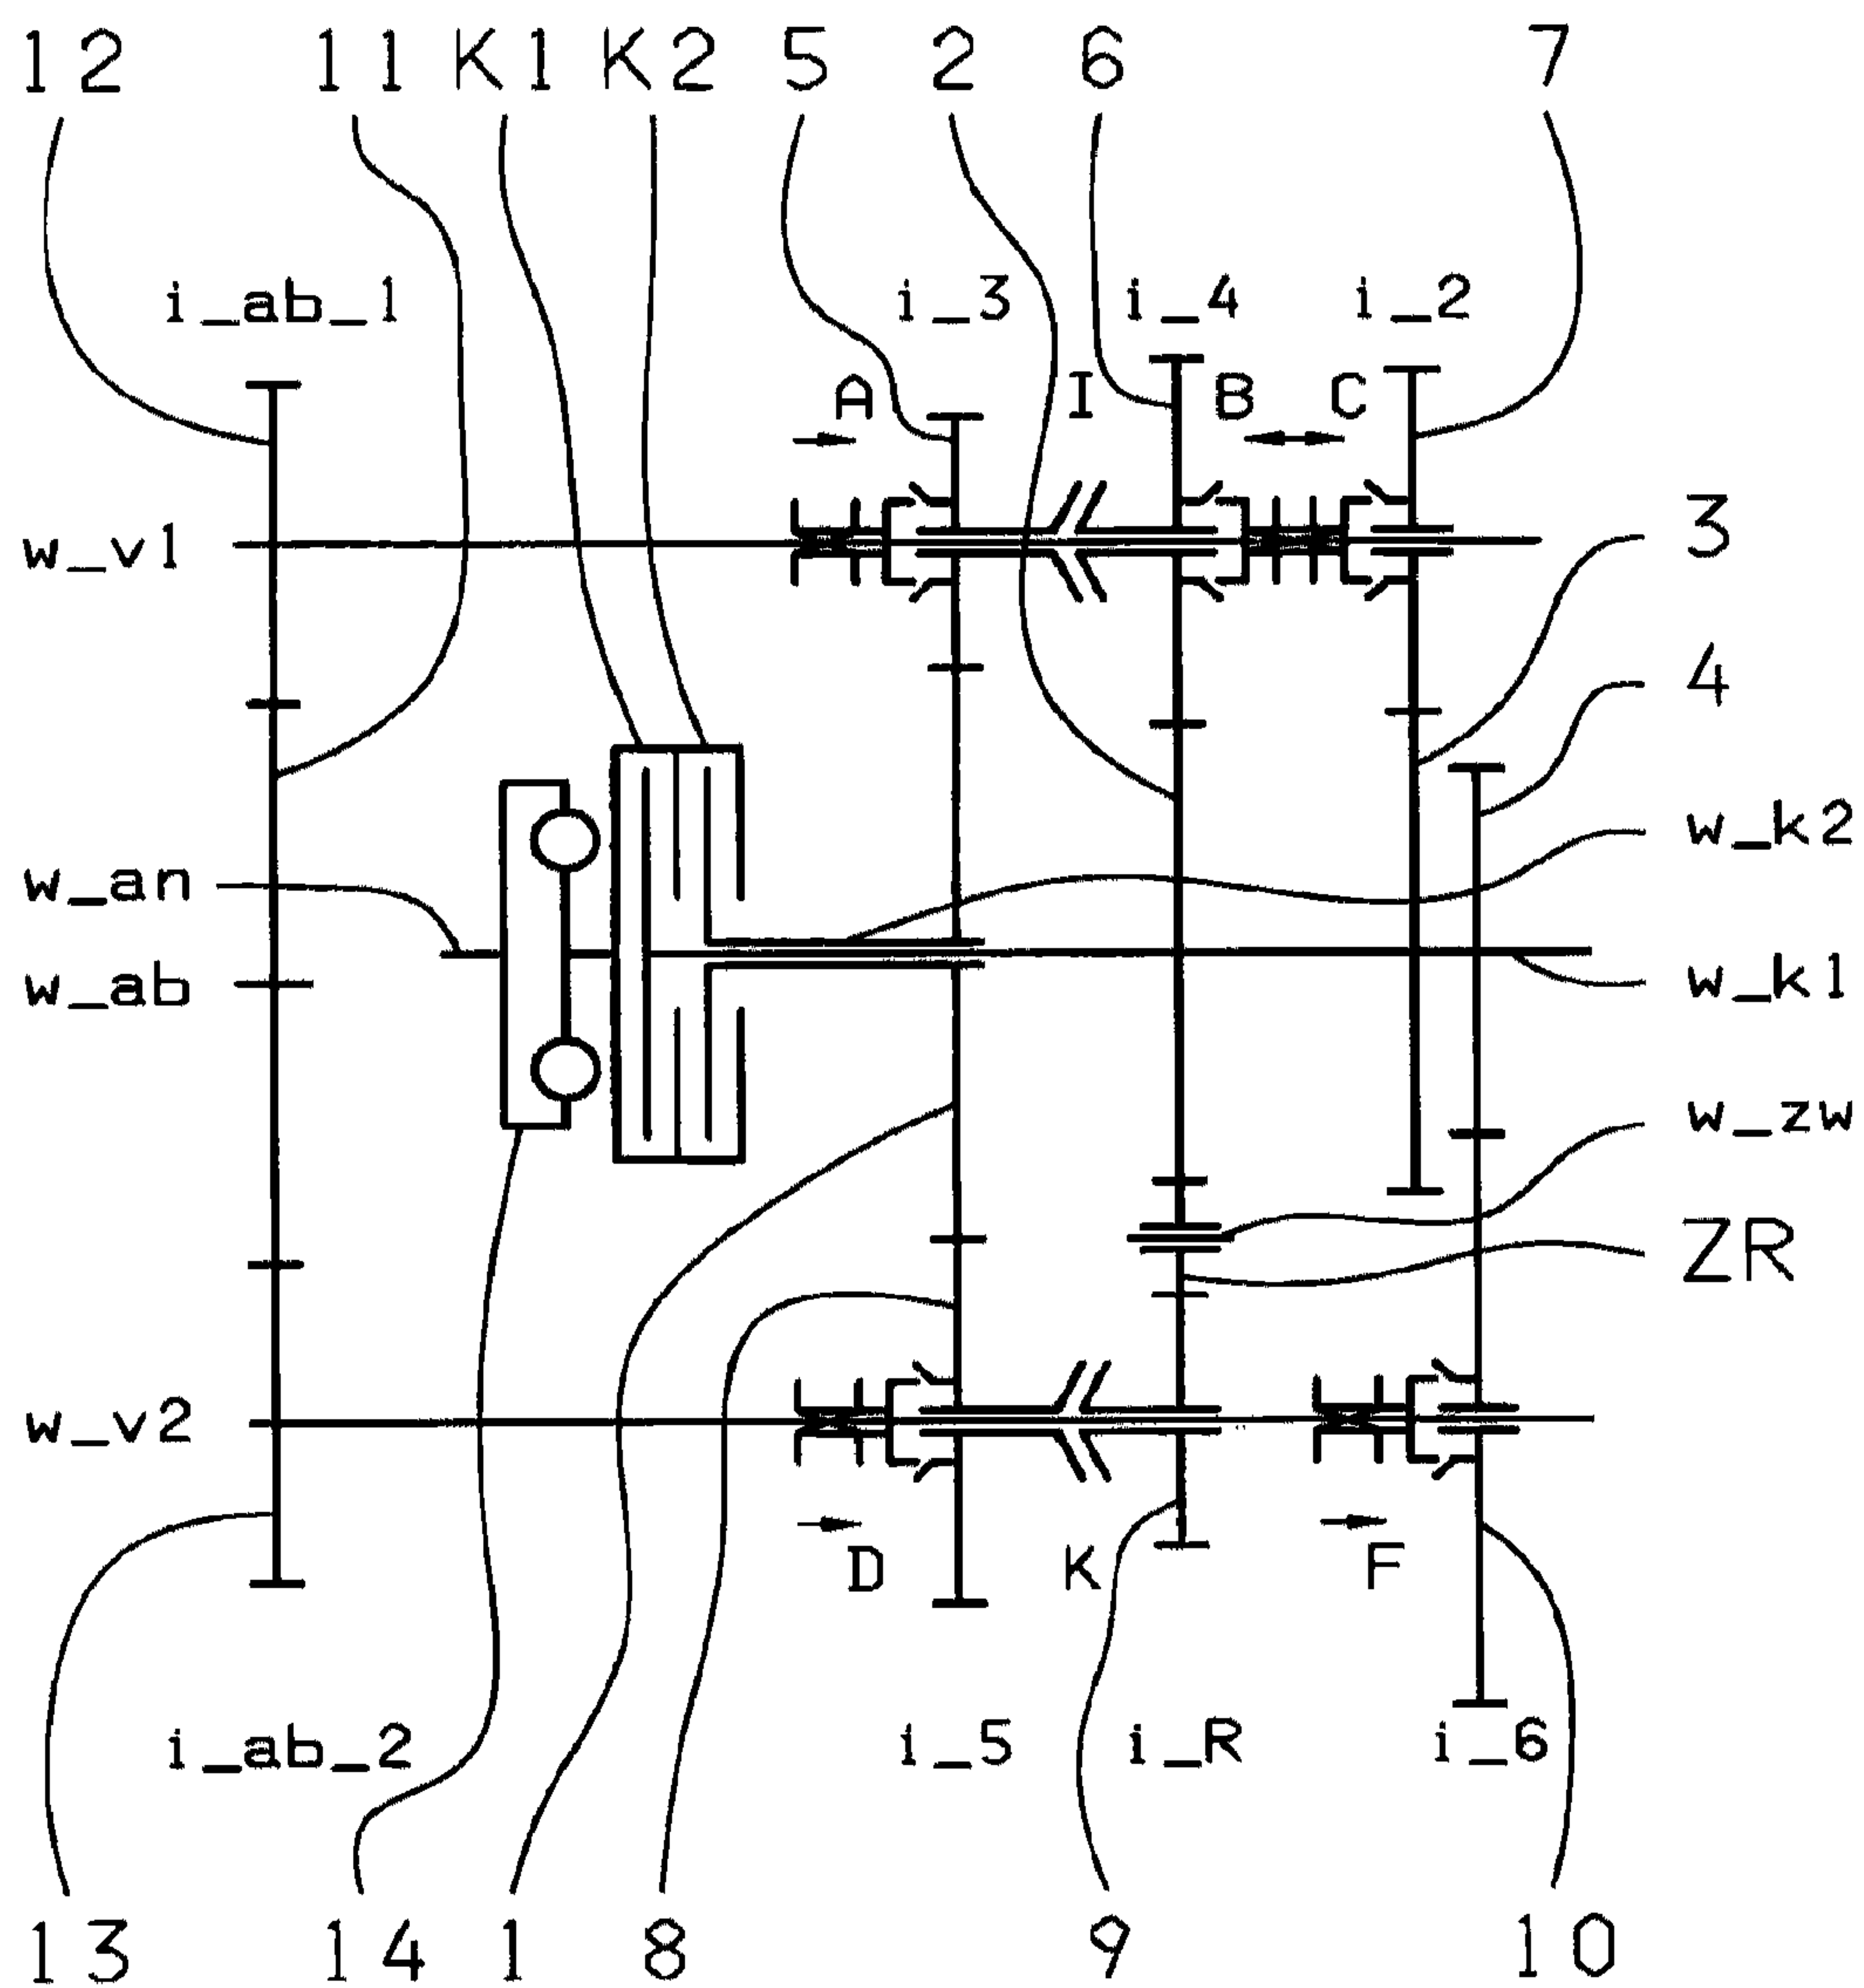 12 11 K1 K2 5 2 6 7
i_ab_1 i_3 i_4 i_2
A I B C
w_v1 3
4
w_k2
w_an
w_ab w_k1
w_zw
ZR
w_v2
D K F
i_ab_2 i_5 i_R i_6
13 14 1 8 9 10